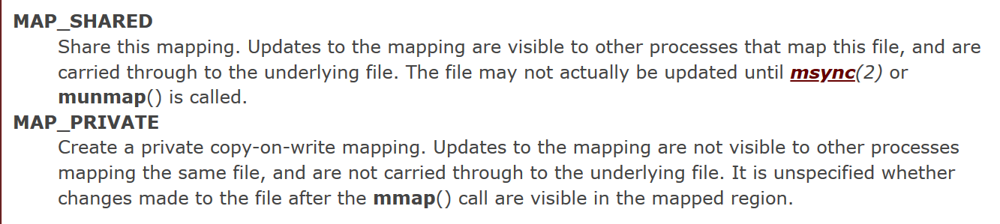 MAP_SHARED
Share this mapping. Updates to the mapping are visible to other processes that map this file, and are
carried through to the underlying file. The file may not actually be updated until msync(2) or
munmap() is called.
MAP_PRIVATE
Create a private copy-on-write mapping. Updates to the mapping are not visible to other processes
mapping the same file, and are not carried through to the underlying file. It is unspecified whether
changes made to the file after the mmap() call are visible in the mapped region.